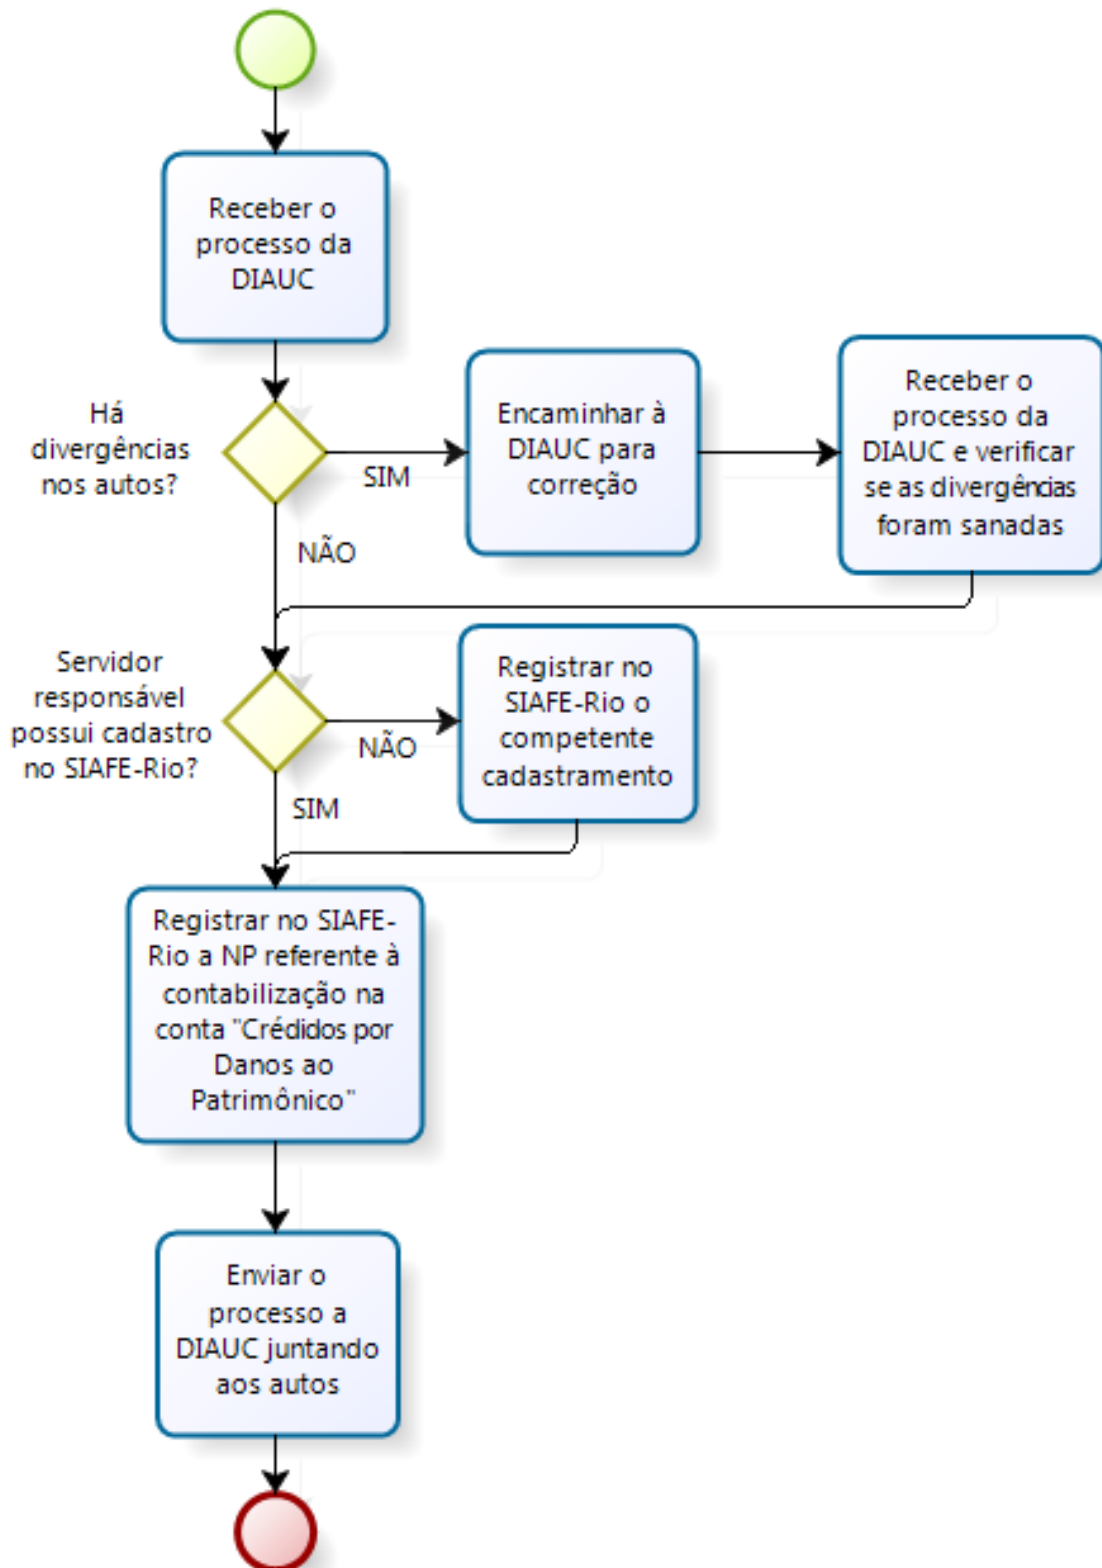 Receber o
processo da
DIAUC
Há
divergências
nos autos?
SIM
Encaminhar à
DIAUC para
correção
Receber o
processo da
DIAUC e verificar
se as divergências
foram sanadas
NÃO
Servidor
responsável
possui cadastro
no SIAFE-Rio?
NÃO
Registrar no
SIAFE-Rio o
competente
cadastramento
SIM
Registrar no SIAFE-
Rio a NP referente à
contabilização na
conta "Crédidos por
Danos ao
Patrimônico"
Enviar o
processo a
DIAUC juntando
aos autos